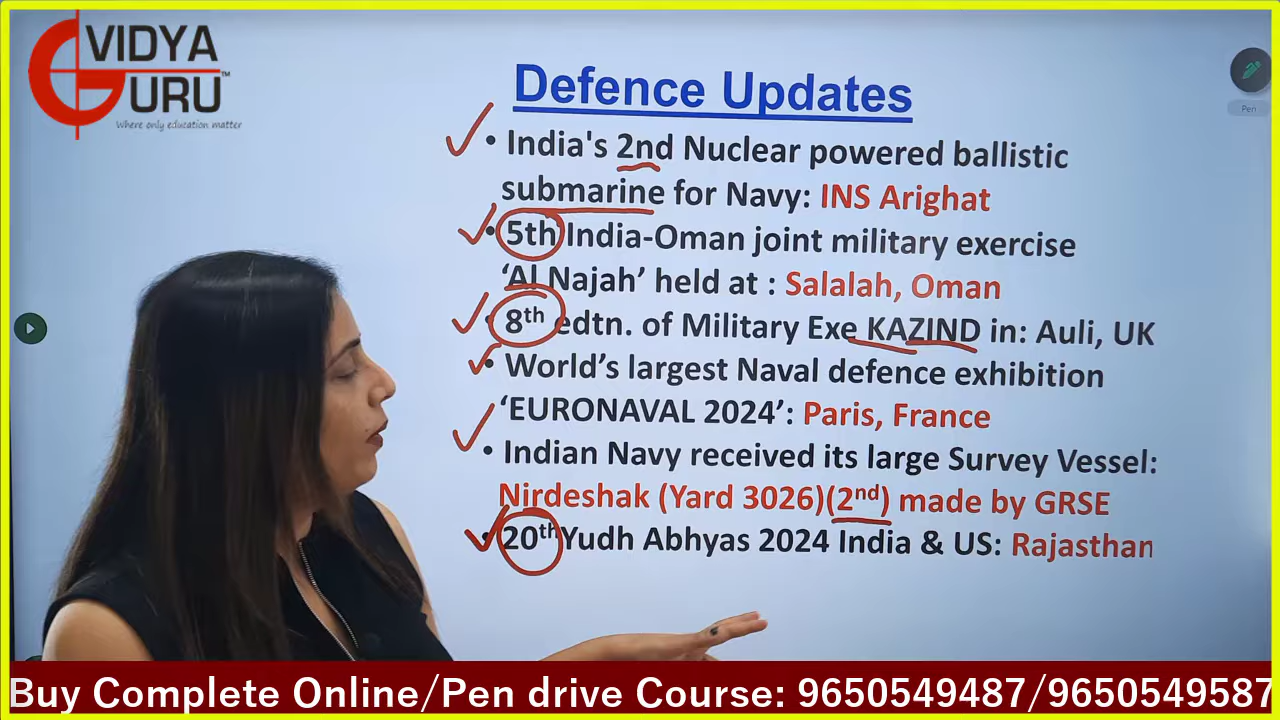 VIDYA
GURU™
Where only education matter
Defence Updates
Pen
• India's 2nd Nuclear powered ballistic
submarine for Navy: INS Arighat
• 5th India-Oman joint military exercise
‘Al Najah’ held at : Salalah, Oman
• 8th edtn. of Military Exe KAZIND in: Auli, UK
• World’s largest Naval defence exhibition
‘EURONAVAL 2024’: Paris, France
• Indian Navy received its large Survey Vessel:
Nirdeshak (Yard 3026)(2nd) made by GRSE
• 20th Yudh Abhyas 2024 India & US: Rajasthan
Buy Complete Online/Pen drive Course: 9650549487/9650549587